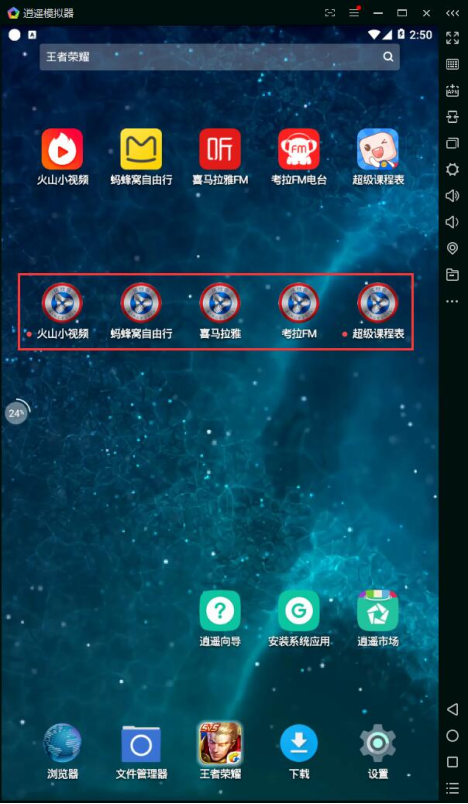 逍遥模拟器
2:50
王者荣耀
火山小视频 蚂蜂窝自由行 喜马拉雅FM 考拉FM电台 超级课程表
火山小视频 蚂蜂窝自由行 喜马拉雅 考拉FM 超级课程表
24%
逍遥向导 安装系统应用 逍遥市场
浏览器 文件管理器 王者荣耀 下载 设置